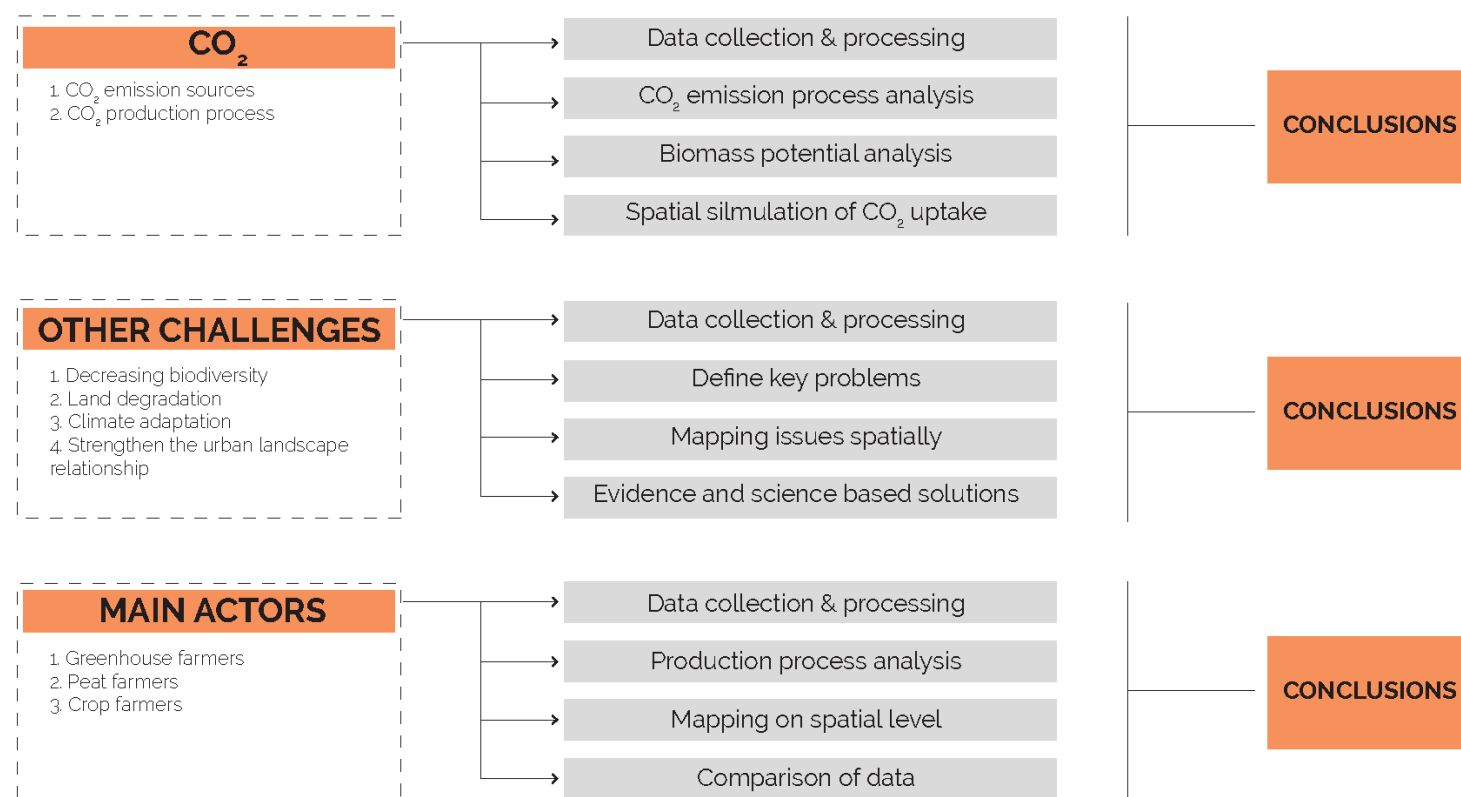 CO₂
1. CO₂ emission sources
2. CO₂ production process
Data collection & processing
CO₂ emission process analysis
Biomass potential analysis
Spatial silmulation of CO₂ uptake
CONCLUSIONS
OTHER CHALLENGES
1. Decreasing biodiversity
2. Land degradation
3. Climate adaptation
4. Strengthen the urban landscape
relationship
Data collection & processing
Define key problems
Mapping issues spatially
Evidence and science based solutions
CONCLUSIONS
MAIN ACTORS
1. Greenhouse farmers
2. Peat farmers
3. Crop farmers
Data collection & processing
Production process analysis
Mapping on spatial level
Comparison of data
CONCLUSIONS